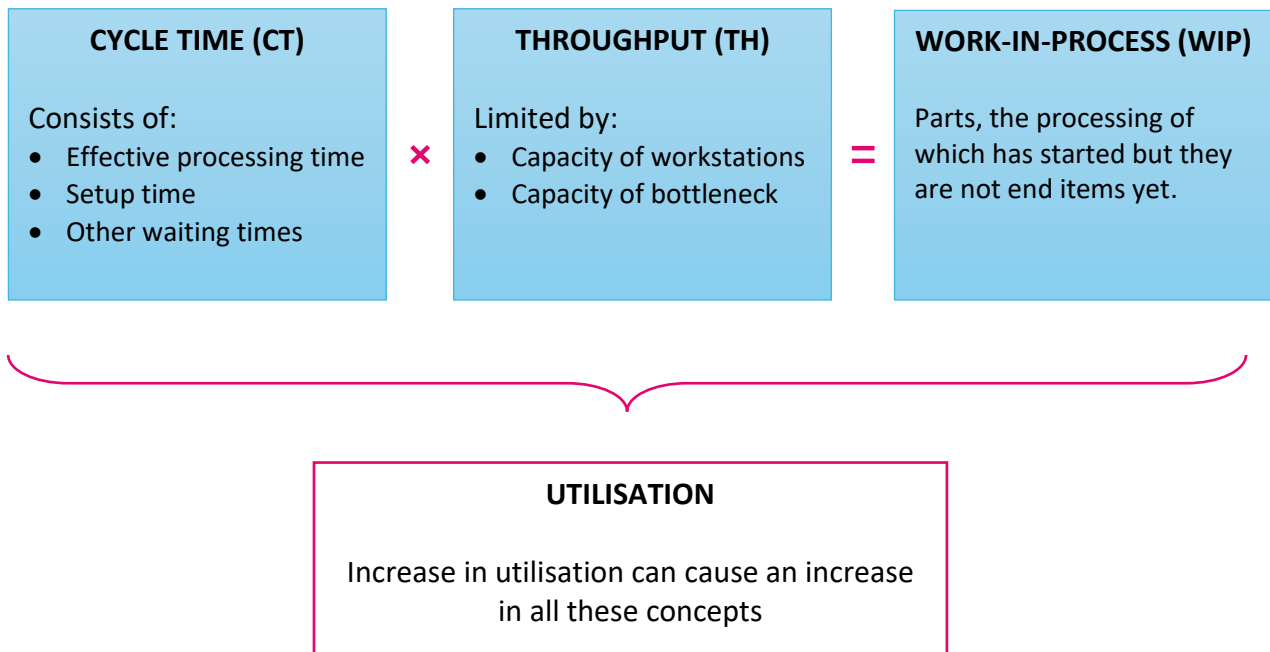 CYCLE TIME (CT)
Consists of:
• Effective processing time
• Setup time
• Other waiting times
×
THROUGHPUT (TH)
Limited by:
• Capacity of workstations
• Capacity of bottleneck
=
WORK-IN-PROCESS (WIP)
Parts, the processing of
which has started but they
are not end items yet.
UTILISATION
Increase in utilisation can cause an increase
in all these concepts